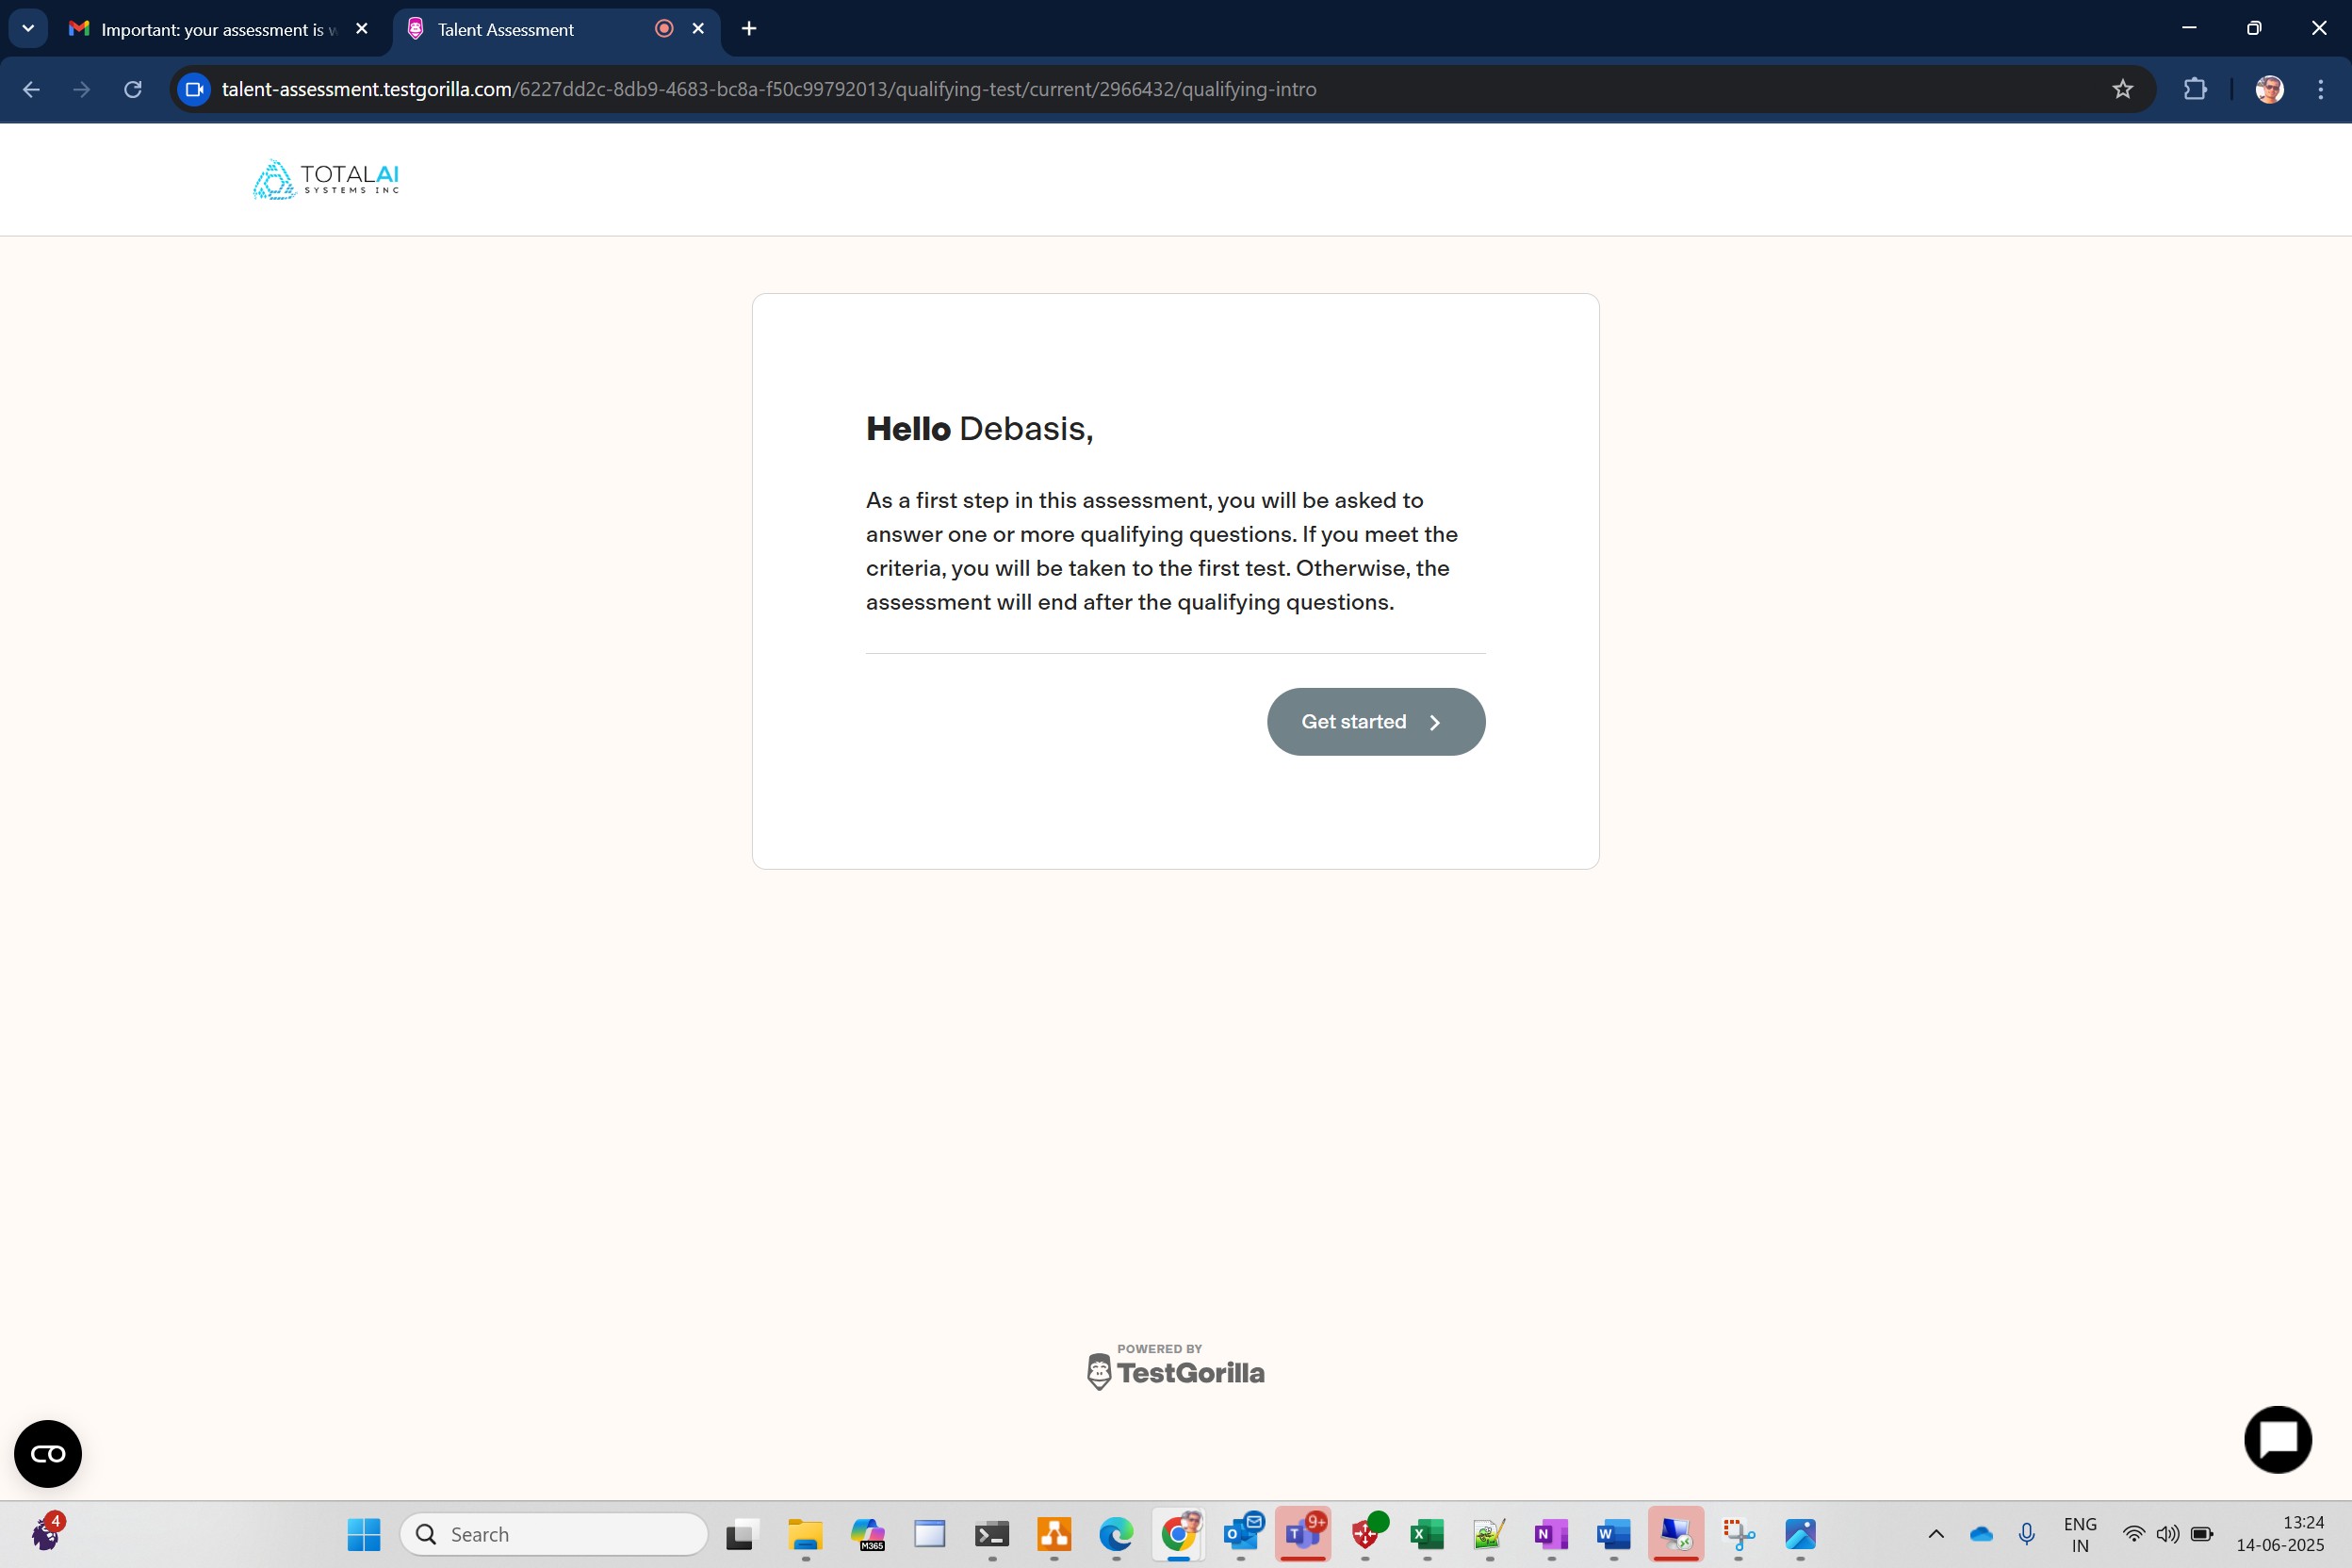 Important: your assessment is w
Talent Assessment
talent-assessment.testgorilla.com/6227dd2c-8db9-4683-bc8a-f50c99792013/qualifying-test/current/2966432/qualifying-intro
TOTALAI
SYSTEMS INC
Hello Debasis,
As a first step in this assessment, you will be asked to
answer one or more qualifying questions. If you meet the
criteria, you will be taken to the first test. Otherwise, the
assessment will end after the qualifying questions.
Get started
POWERED BY
TestGorilla
4
Search
M365
9+
ENG
IN
13:24
14-06-2025